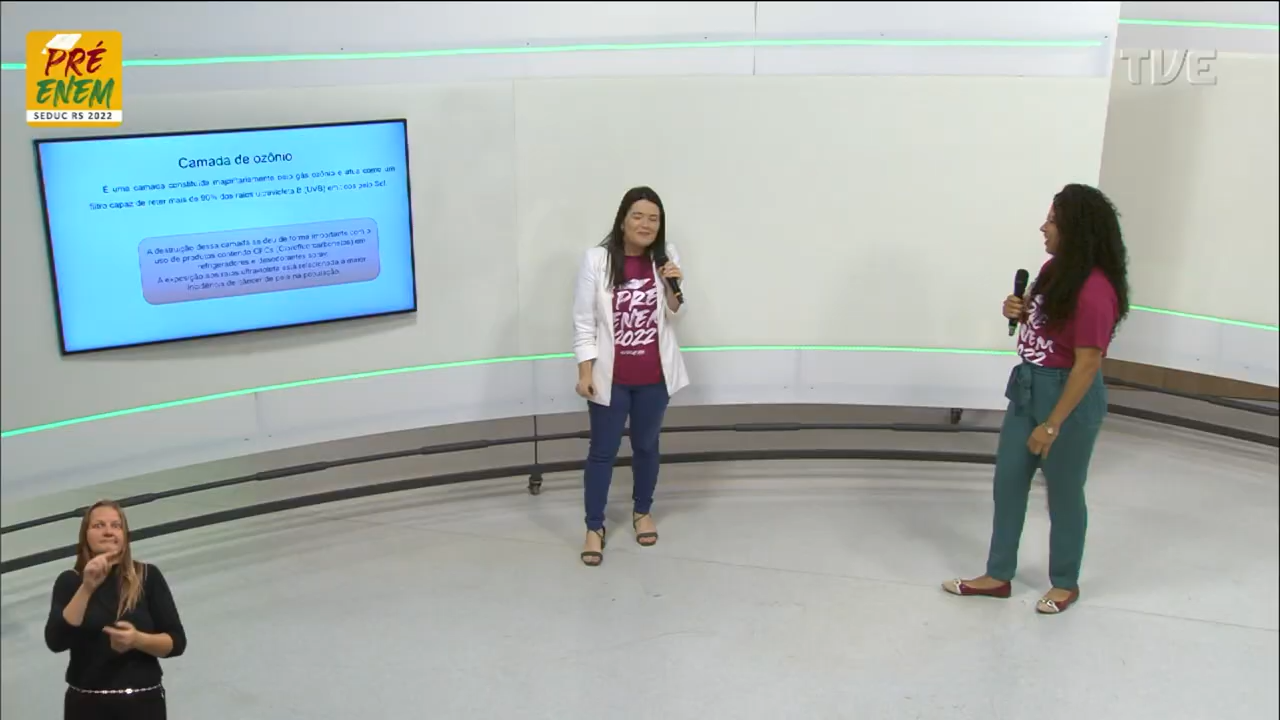 PRÉ
ENEM
SEDUC RS 2022
TVE
Camada de ozônio
É uma camada constituída majoritariamente pelo gás ozônio e atua como um
filtro capaz de reter mais de 90% dos raios ultravioleta B (UVB) emitidos pelo Sol.
A destruição dessa camada se deu de forma importante com o
uso de produtos contendo CFCs (Clorofluorcarbonetos) em
refrigeradores e desodorantes
A exposição aos raios ultravioleta está relacionada a maior
incidência de câncer de pele na população.
PRÉ
ENEM
2022
ENEM
2022